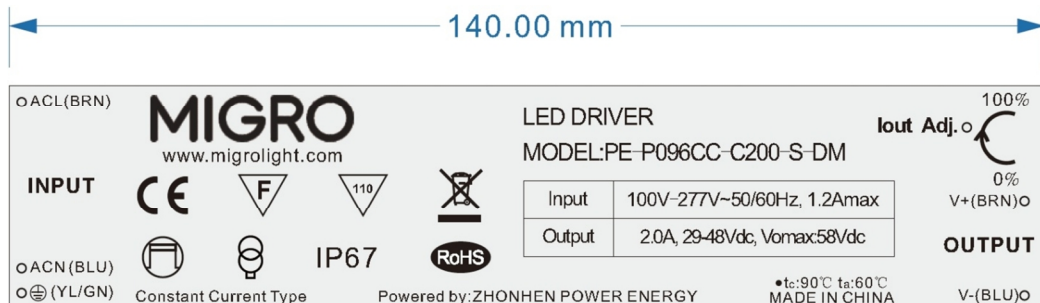 140.00 mm
ACL(BRN)
MIGRO
www.migrolight.com
LED DRIVER
MODEL:PE-P096CC-C200-S-DM
Iout Adj.
100%
0%
INPUT
CE
F
110
Input 100V-277V~50/60Hz, 1.2Amax
Output 2.0A, 29-48Vdc, Vomax:58Vdc
V+(BRN)
OUTPUT
IP67
RoHS
ACN(BLU)
(YL/GN)
Constant Current Type
Powered by:ZHONHEN POWER ENERGY
•tc:90℃ ta:60℃
MADE IN CHINA
V-(BLU)